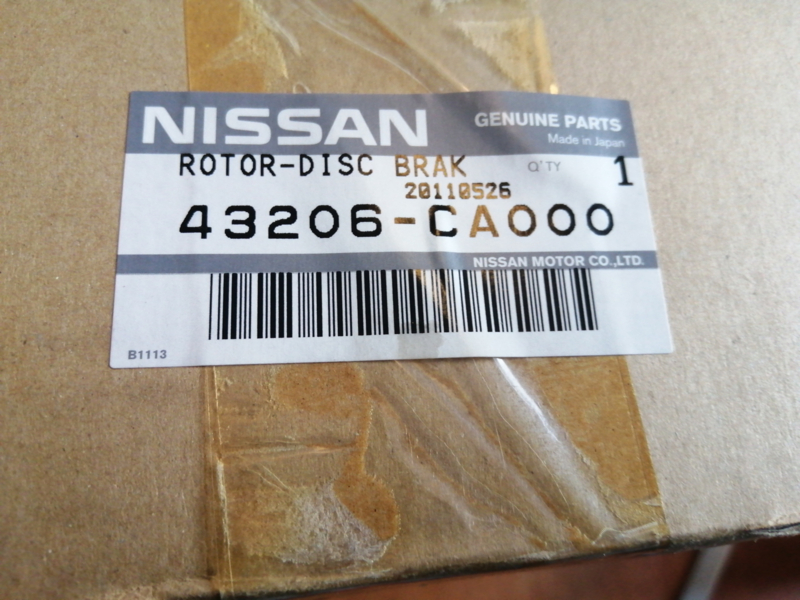 NISSAN GENUINE PARTS
Made in Japan
ROTOR-DISC BRAK Q'TY 1
20110526
43206-CA000
NISSAN MOTOR CO.,LTD.
B1113